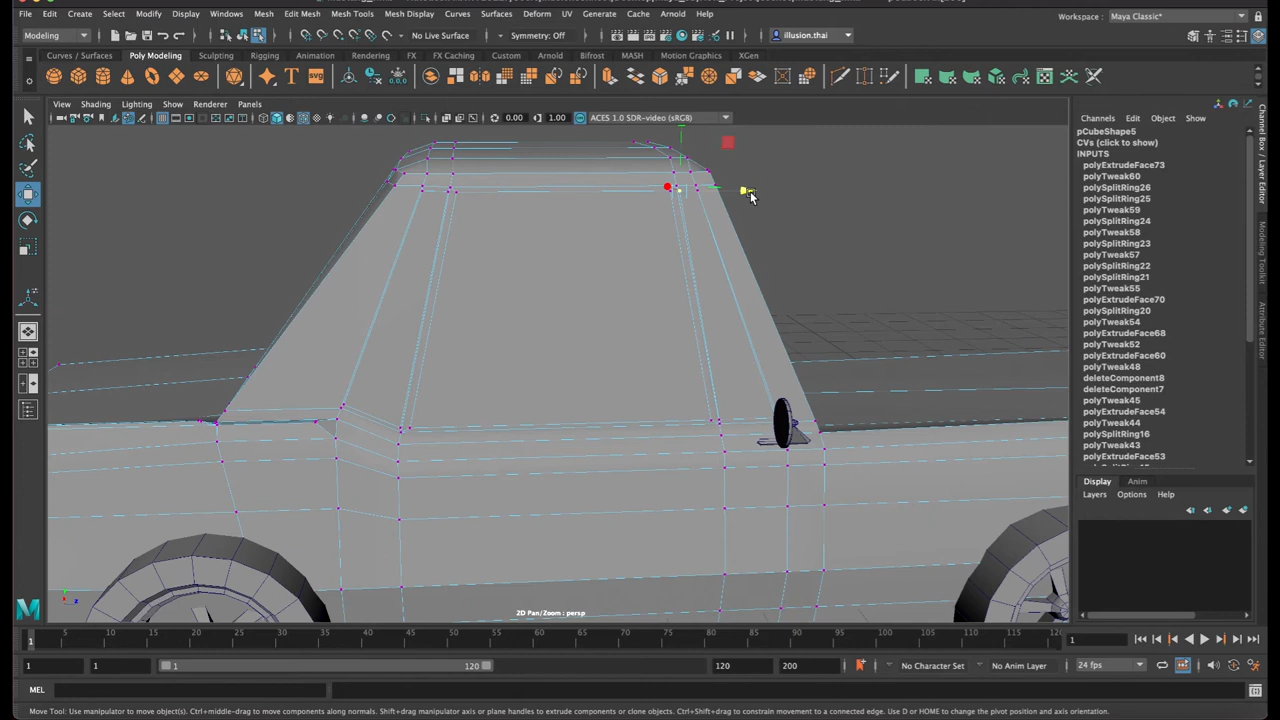 File Edit Create Select Modify Display Windows Mesh Edit Mesh Mesh Tools Mesh Display Curves Surfaces Deform UV Generate Cache Arnold Help
Workspace : Maya Classic*
Modeling
No Live Surface
Symmetry: Off
illusion.thai
Curves / Surfaces Poly Modeling Sculpting Rigging Animation Rendering FX FX Caching Custom Arnold Bifrost MASH Motion Graphics XGen
svg
View Shading Lighting Show Renderer Panels
0.00 1.00 ACES 1.0 SDR-video (sRGB)
2D Pan/Zoom : persp
Channels Edit Object Show
pCubeShape5
CVs (click to show)
INPUTS
polyExtrudeFace73
polyTweak60
polySplitRing26
polySplitRing25
polyTweak59
polySplitRing24
polyTweak58
polySplitRing23
polyTweak57
polySplitRing22
polySplitRing21
polyTweak55
polyExtrudeFace70
polySplitRing20
polyTweak54
polyExtrudeFace68
polyTweak52
polyExtrudeFace60
polyTweak48
deleteComponent8
deleteComponent7
polyTweak45
polyExtrudeFace54
polyTweak44
polySplitRing16
polyTweak43
polyExtrudeFace53
Display Anim
Layers Options Help
Channel Box / Layer Editor
Modeling Toolkit
Attribute Editor
5 10 15 20 25 30 35 40 45 50 55 60 65 70 75 80 85 90 95 100 105 110 115 120
1
1
1 1 1 120 120 200 No Character Set No Anim Layer 24 fps
MEL
Move Tool: Use manipulator to move object(s). Ctrl+middle-drag to move components along normals. Shift+drag manipulator axis or plane handles to extrude components or clone objects. Ctrl+Shift+drag to constrain movement to a connected edge. Use D or HOME to change the pivot position and axis orientation.